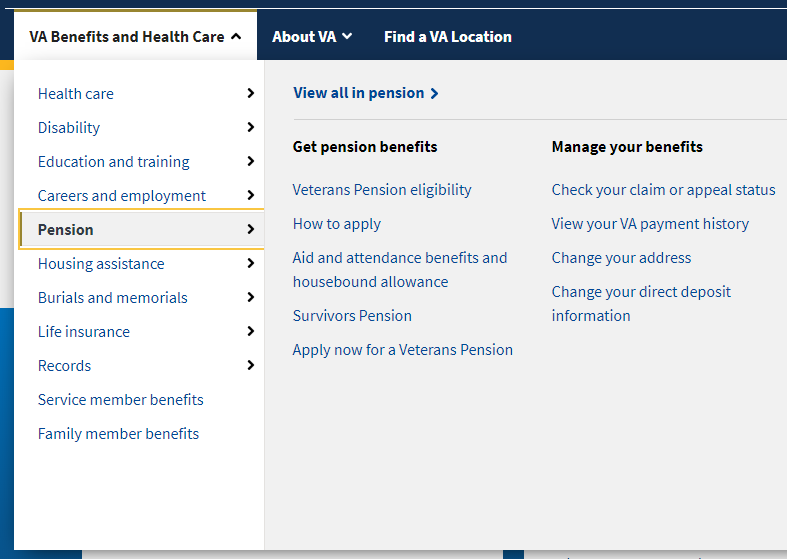 VA Benefits and Health Care
About VA
Find a VA Location
Health care
Disability
Education and training
Careers and employment
Pension
Housing assistance
Burials and memorials
Life insurance
Records
Service member benefits
Family member benefits
View all in pension
Get pension benefits
Veterans Pension eligibility
How to apply
Aid and attendance benefits and
housebound allowance
Survivors Pension
Apply now for a Veterans Pension
Manage your benefits
Check your claim or appeal status
View your VA payment history
Change your address
Change your direct deposit
information